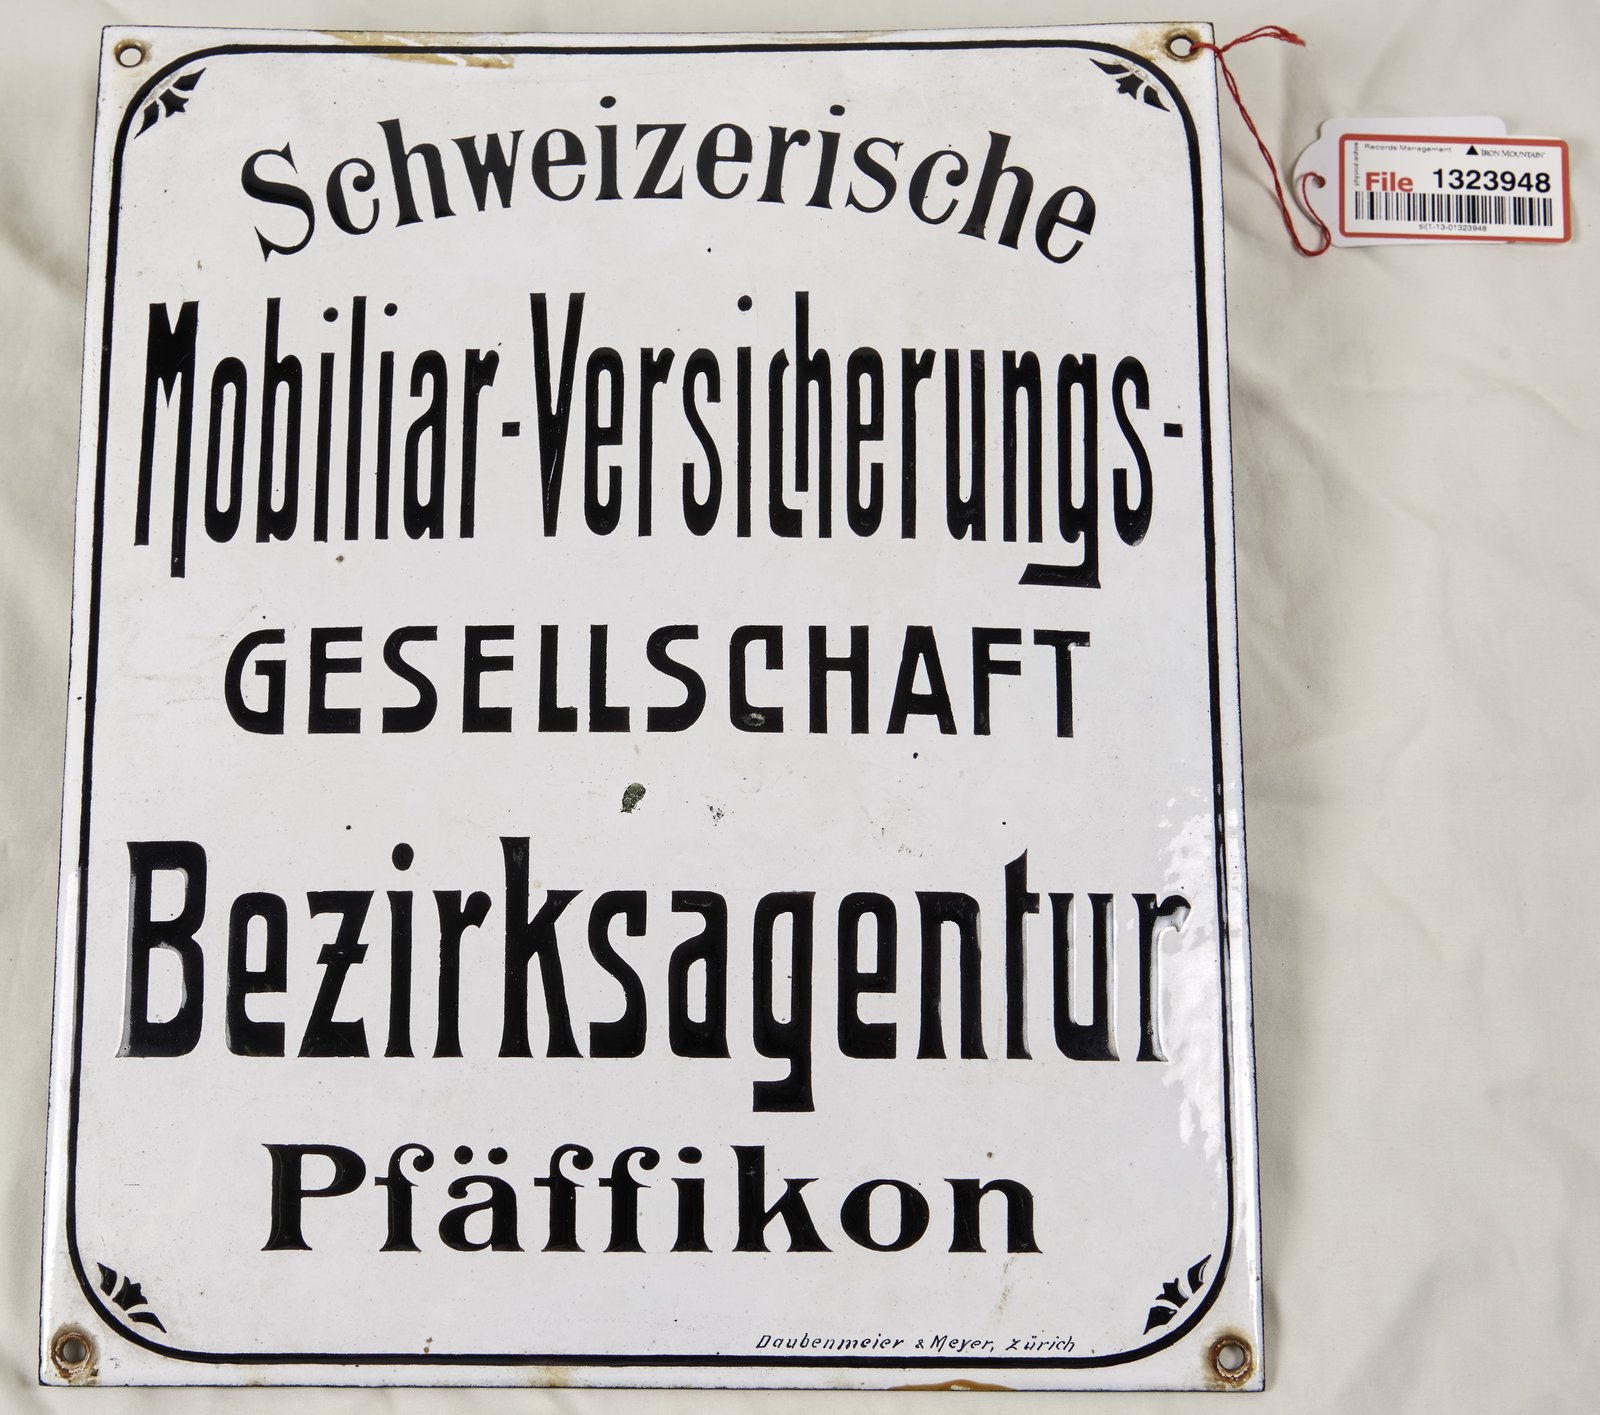 Schweizerische
Mobiliar-Versicherungs-
GESELLSCHAFT
Bezirksagentur
Pfäffikon
Daubenmeier & Meyer, Zürich
Records Management
IRON MOUNTAIN
File 1323948